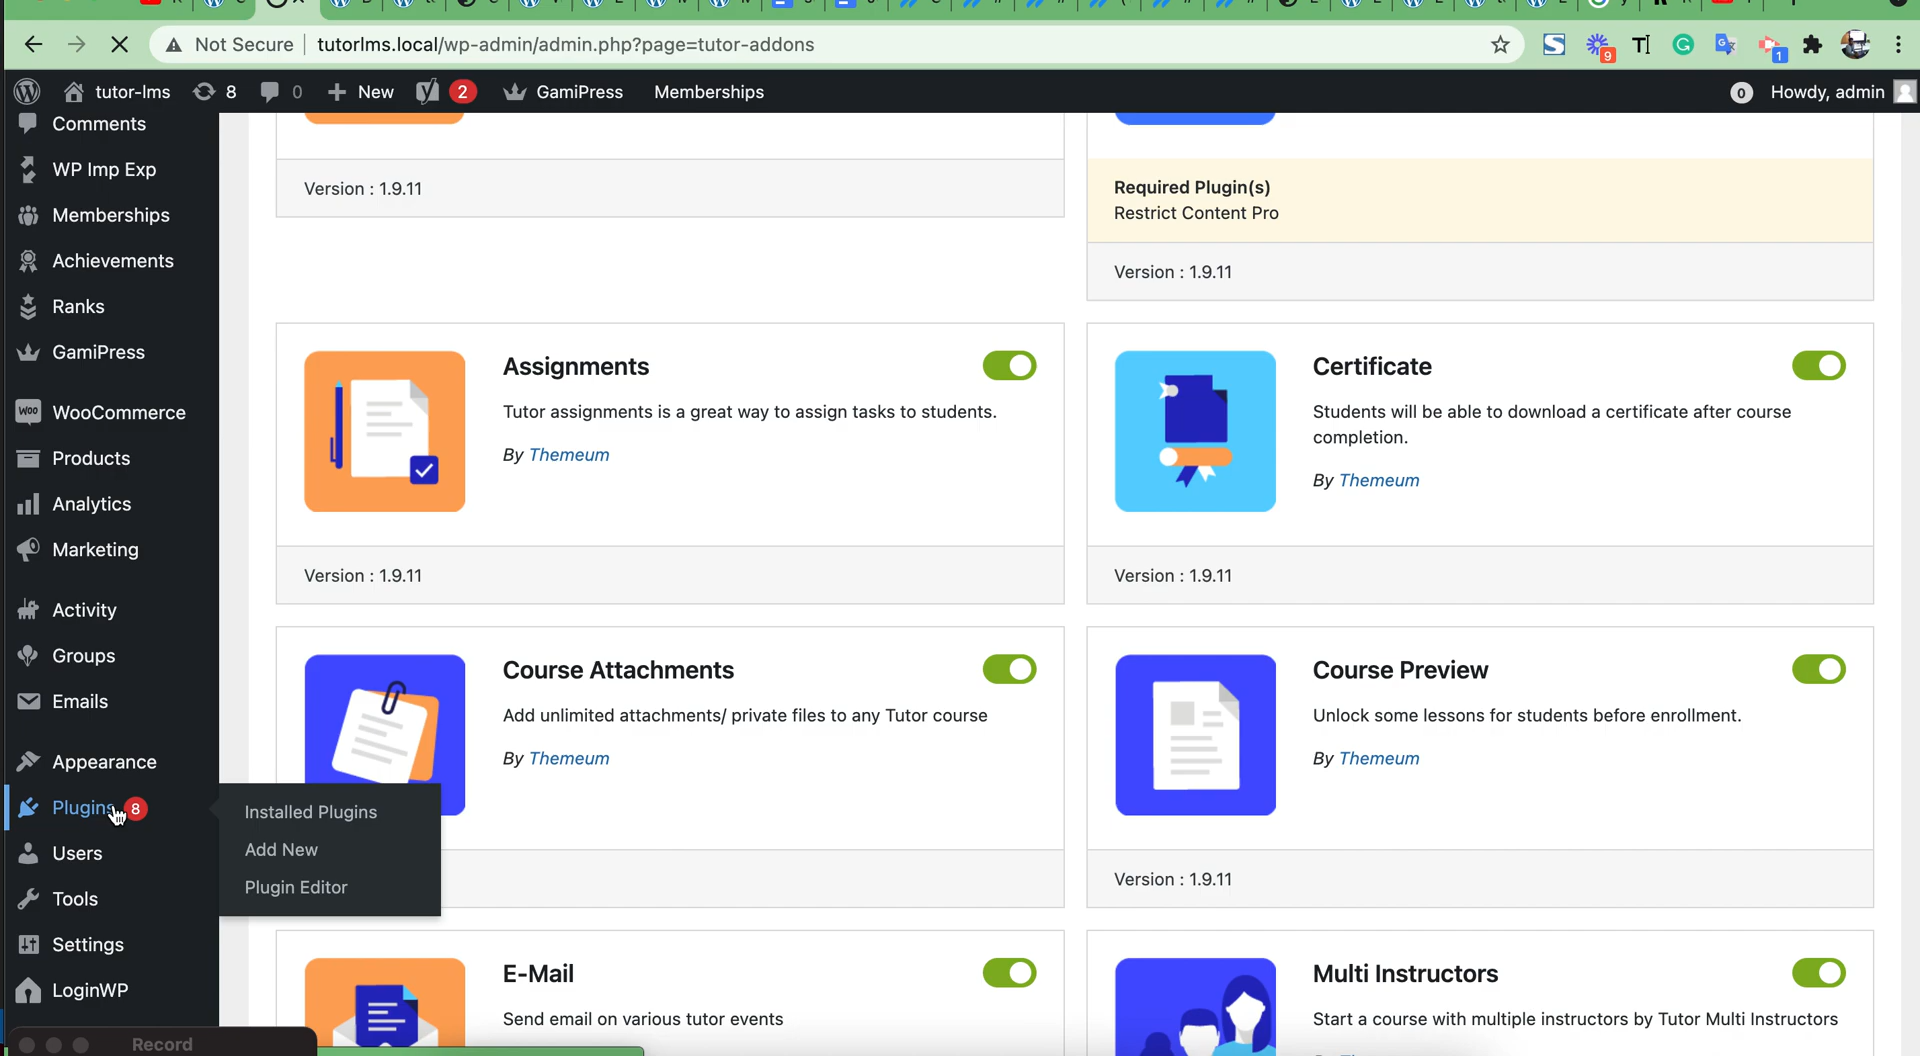 Not Secure
tutorlms.local/wp-admin/admin.php?page=tutor-addons
9
1
tutor-lms
8
0
New
2
GamiPress
Memberships
0
Howdy, admin
Comments
WP Imp Exp
Memberships
Achievements
Ranks
GamiPress
WooCommerce
Products
Analytics
Marketing
Activity
Groups
Emails
Appearance
Plugins 8
Users
Tools
Settings
LoginWP
Installed Plugins
Add New
Plugin Editor
Record
Version : 1.9.11
Required Plugin(s)
Restrict Content Pro
Version : 1.9.11
Assignments
Tutor assignments is a great way to assign tasks to students.
By Themeum
Version : 1.9.11
Certificate
Students will be able to download a certificate after course
completion.
By Themeum
Version : 1.9.11
Course Attachments
Add unlimited attachments/ private files to any Tutor course
By Themeum
Course Preview
Unlock some lessons for students before enrollment.
By Themeum
Version : 1.9.11
E-Mail
Send email on various tutor events
Multi Instructors
Start a course with multiple instructors by Tutor Multi Instructors